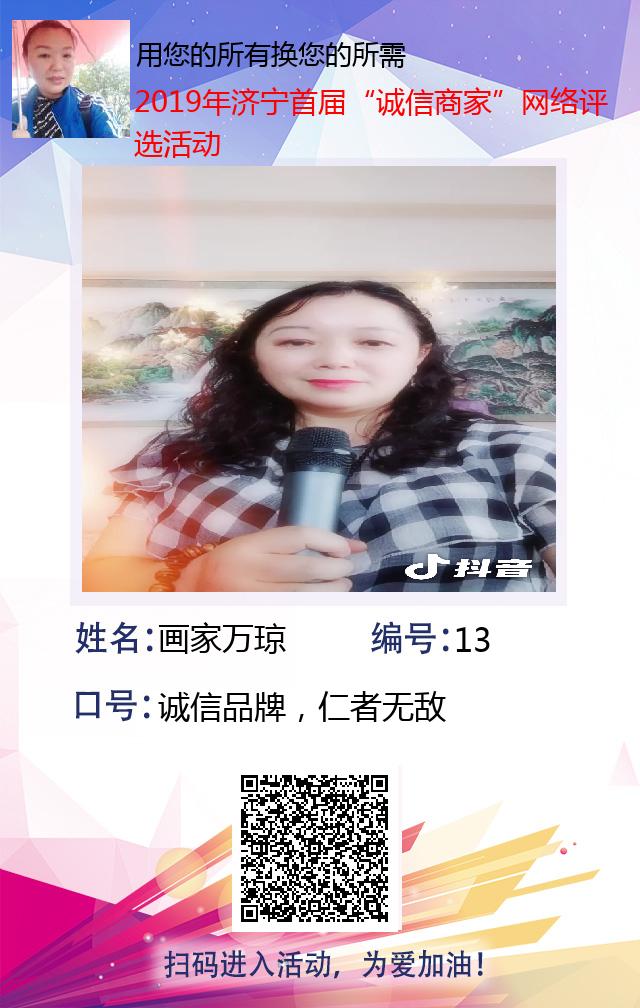 用您的所有换您的所需
2019年济宁首届“诚信商家”网络评
选活动
抖音
姓名:画家万琼 编号:13
口号:诚信品牌，仁者无敌
扫码进入活动，为爱加油!